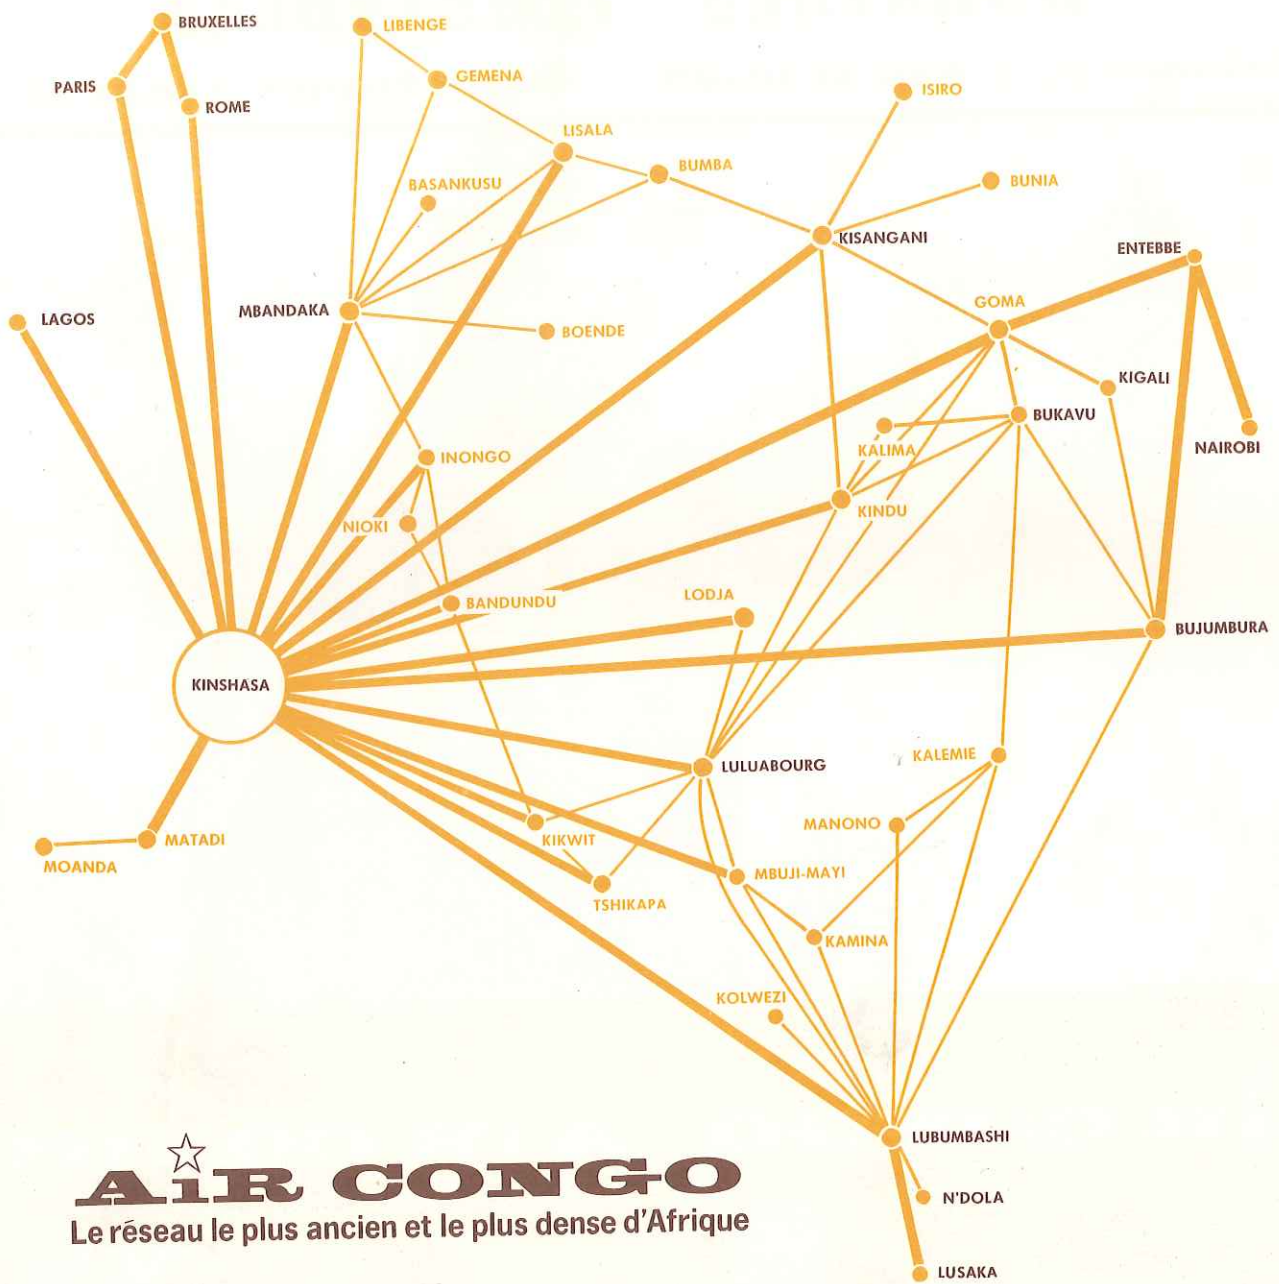 BRUXELLES
LIBENGE
GEMENA
PARIS
ISIRO
ROME
LISALA
BUMBA
BASANKUSU
BUNIA
KISANGANI
ENTEBBE
GOMA
MBANDAKA
LAGOS
BOENDE
KIGALI
BUKAVU
NAIROBI
KALIMA
INONGO
KINDU
NIOKI
LODJA
BANDUNDU
BUJUMBURA
KINSHASA
KALEMIE
LULUABOURG
MANONO
MATADI
KIKWIT
MOANDA
MBUJI-MAYI
TSHIKAPA
KAMINA
KOLWEZI
LUBUMBASHI
N'DOLA
LUSAKA
AiR CONGO
Le réseau le plus ancien et le plus dense d'Afrique